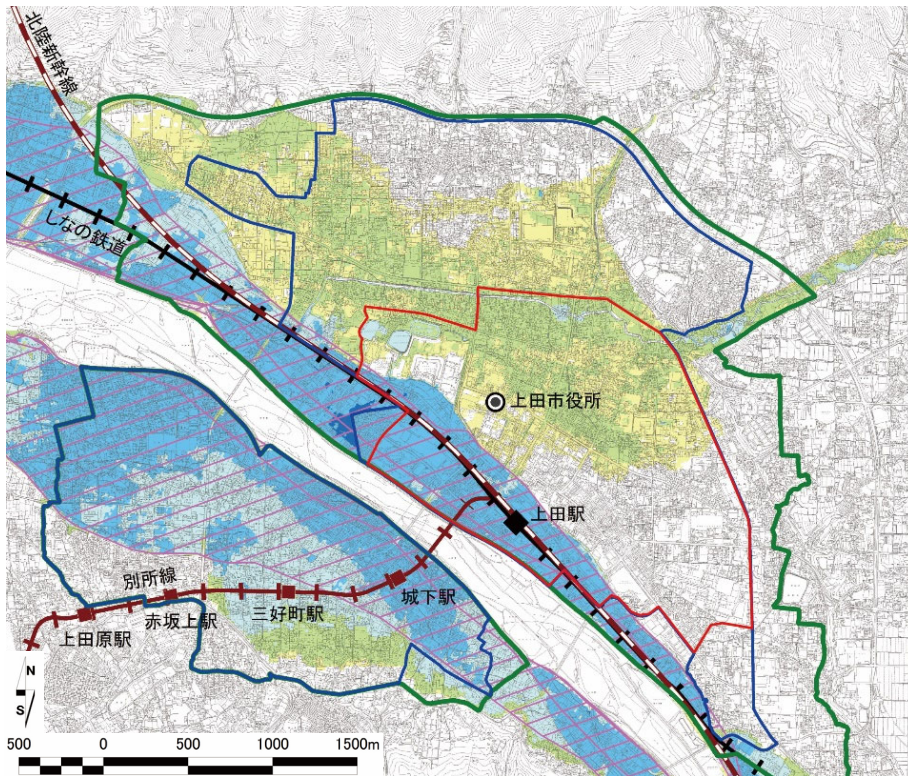 北陸新幹線
しなの鉄道
上田市役所
上田駅
別所線
城下駅
三好町駅
赤坂上駅
上田原駅
N
S
500 0 500 1000 1500m